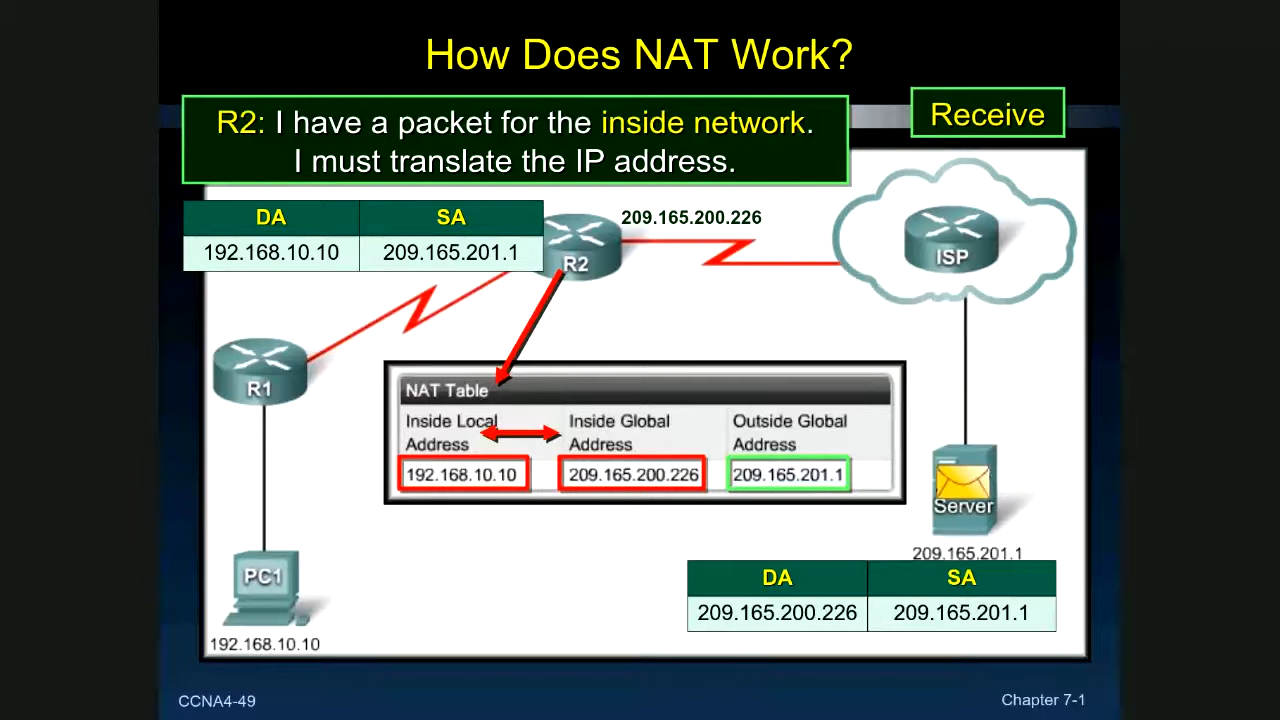 How Does NAT Work?
R2: I have a packet for the inside network.
I must translate the IP address.
Receive
DA SA
192.168.10.10 209.165.201.1
209.165.200.226
R2
ISP
R1
NAT Table
Inside Local Address
Inside Global Address
Outside Global Address
192.168.10.10 209.165.200.226 209.165.201.1
Server
209.165.201.1
PC1
192.168.10.10
DA SA
209.165.200.226 209.165.201.1
CCNA4-49
Chapter 7-1